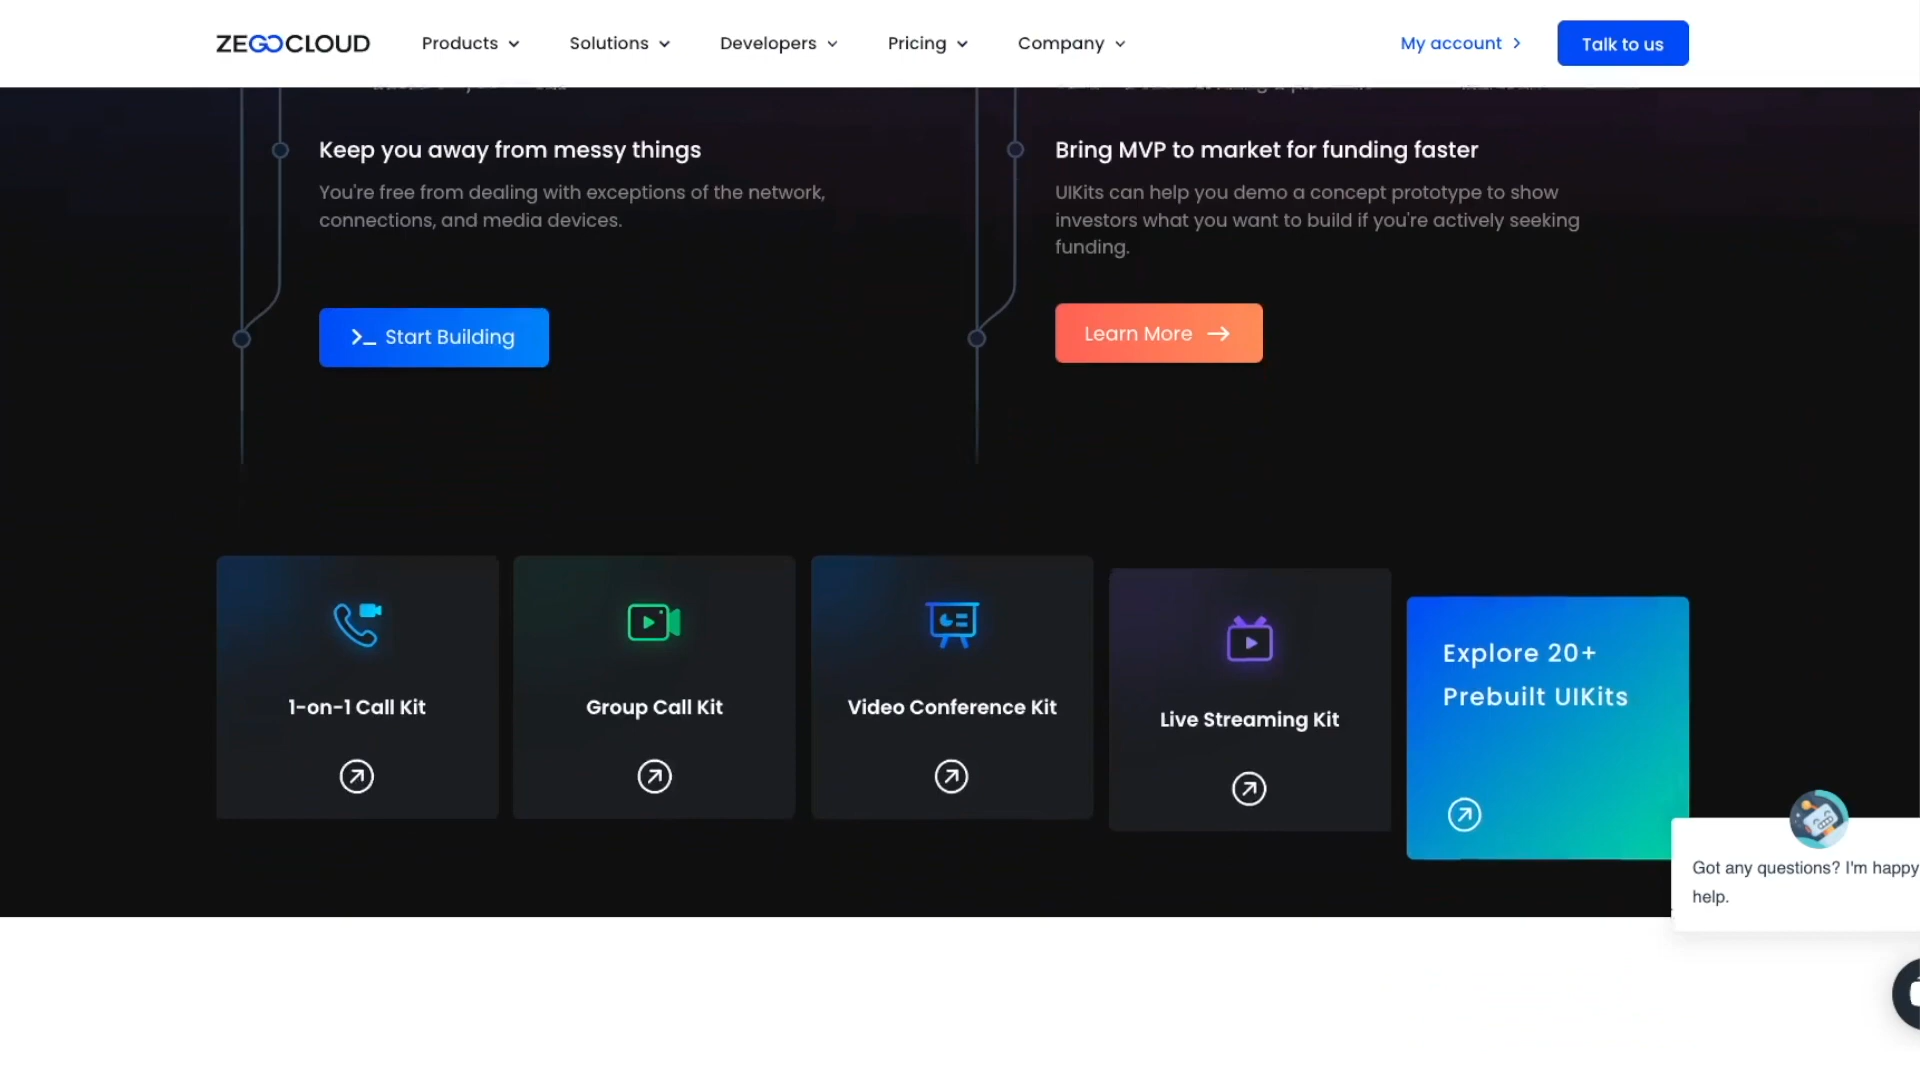 ZEGOCLOUD
Products
Solutions
Developers
Pricing
Company
My account
Talk to us
Keep you away from messy things
You're free from dealing with exceptions of the network,
connections, and media devices.
>_ Start Building
Bring MVP to market for funding faster
UIKits can help you demo a concept prototype to show
investors what you want to build if you're actively seeking
funding.
Learn More →
1-on-1 Call Kit
Group Call Kit
Video Conference Kit
Live Streaming Kit
Explore 20+
Prebuilt UIKits
Got any questions? I'm happy
help.